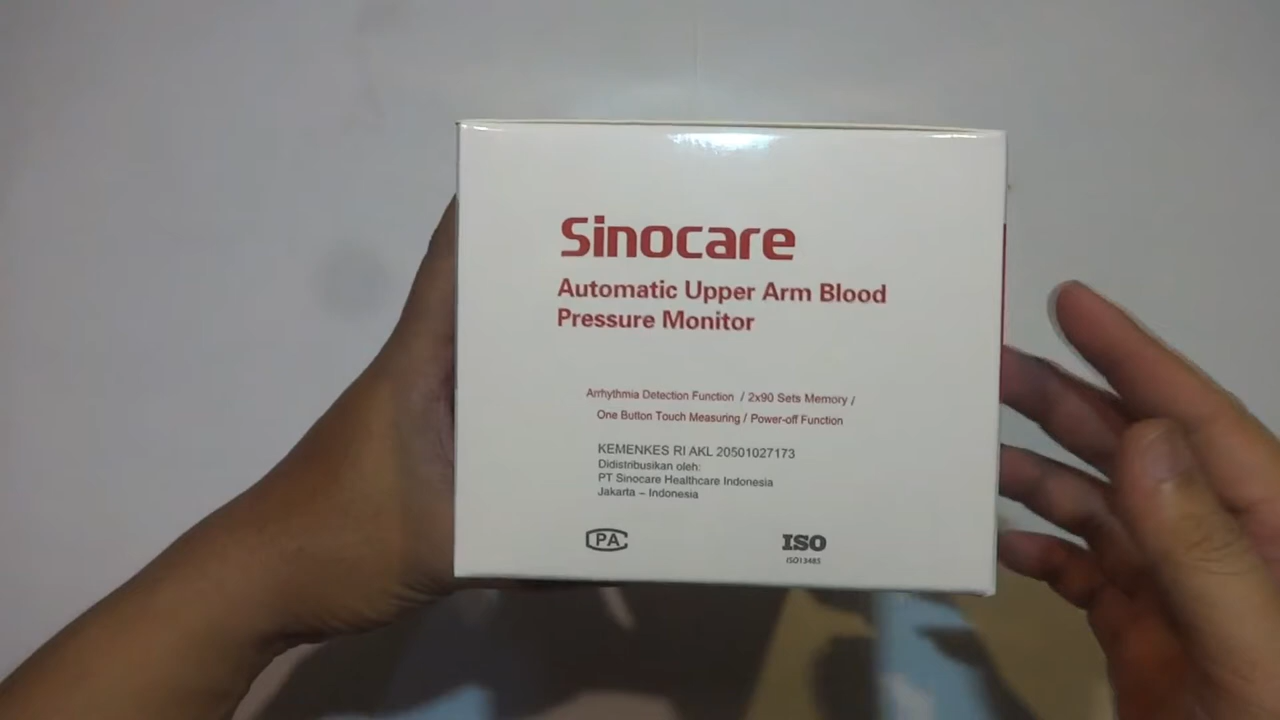 Sinocare
Automatic Upper Arm Blood
Pressure Monitor
Arrhythmia Detection Function / 2x90 Sets Memory /
One Button Touch Measuring / Power-off Function
KEMENKES RI AKL 20501027173
Didistribusikan oleh:
PT Sinocare Healthcare Indonesia
Jakarta – Indonesia
PA
ISO
ISO13485